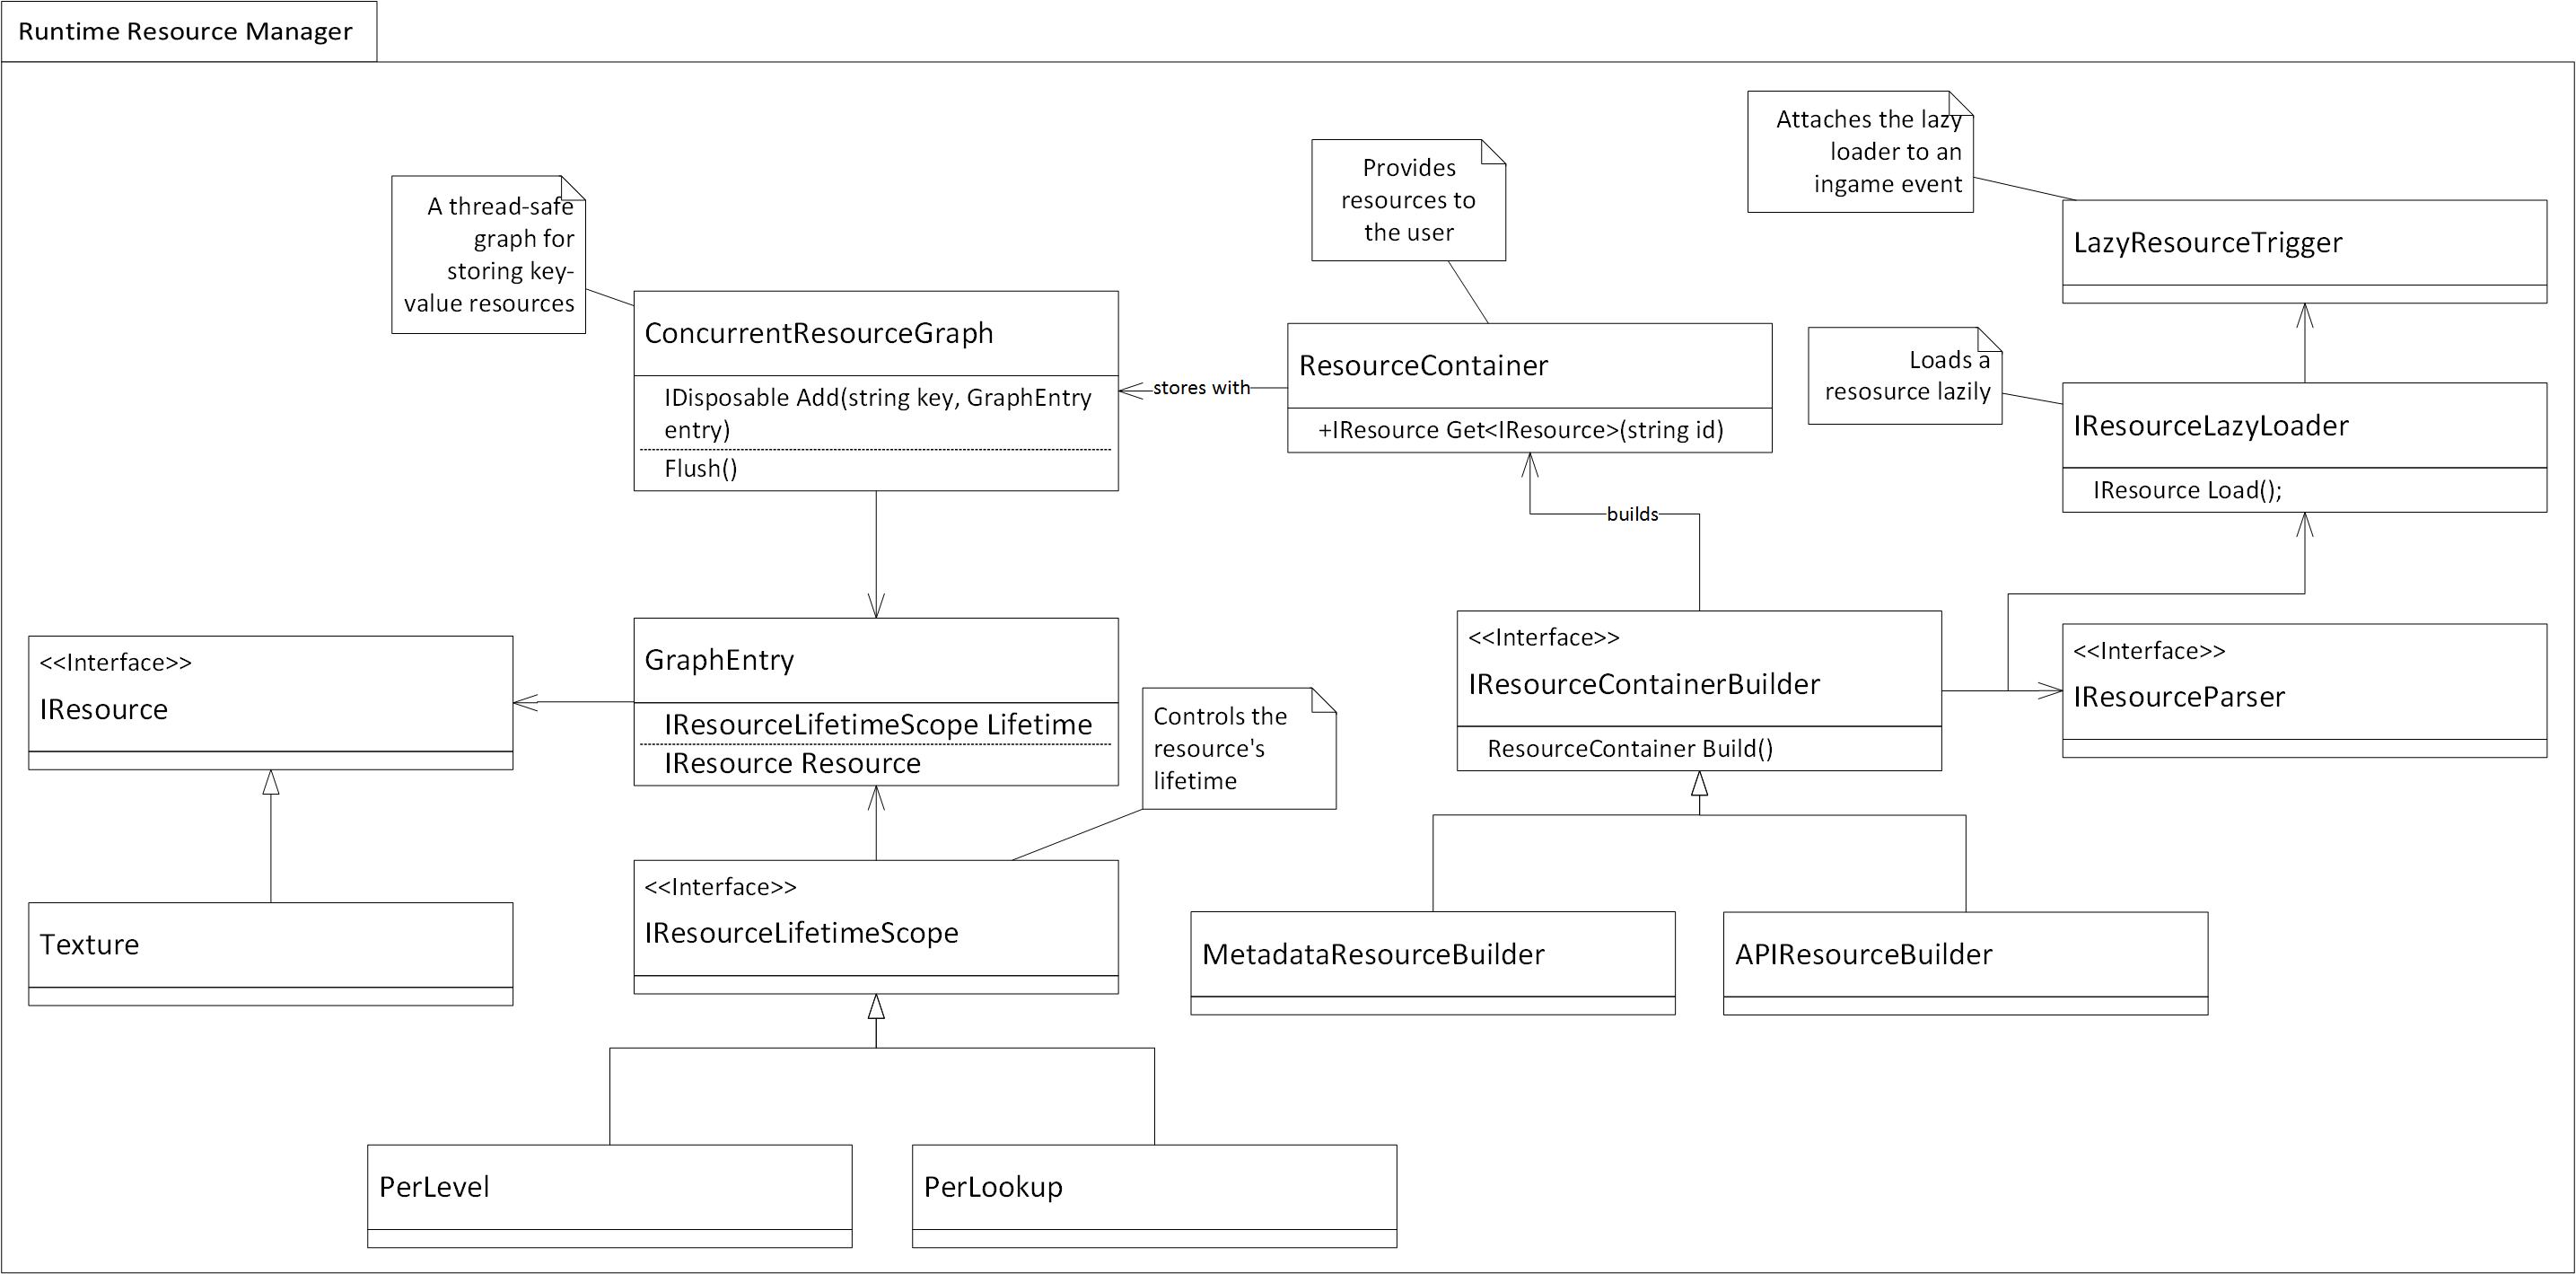 Runtime Resource Manager
Attaches the lazy
loader to an
ingame event
Provides
resources to
the user
A thread-safe
graph for
storing key-
value resources
LazyResourceTrigger
ConcurrentResourceGraph
IDisposable Add(string key, GraphEntry
entry)
Flush()
stores with
ResourceContainer
+IResource Get<IResource>(string id)
Loads a
resosurce lazily
IResourceLazyLoader
IResource Load();
builds
<<Interface>>
IResource
GraphEntry
IResourceLifetimeScope Lifetime
IResource Resource
Controls the
resource's
lifetime
<<Interface>>
IResourceContainerBuilder
ResourceContainer Build()
<<Interface>>
IResourceParser
Texture
<<Interface>>
IResourceLifetimeScope
MetadataResourceBuilder
APIResourceBuilder
PerLevel
PerLookup